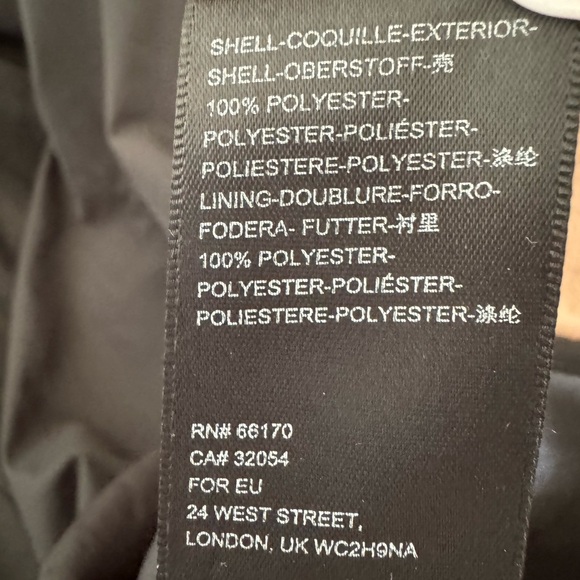 SHELL-COQUILLE-EXTERIOR-
SHELL-OBERSTOFF-壳
100% POLYESTER-
POLYESTER-POLIÉSTER-
POLIESTERE-POLYESTER-涤纶
LINING-DOUBLURE-FORRO-
FODERA- FUTTER-衬里
100% POLYESTER-
POLYESTER-POLIÉSTER-
POLIESTERE-POLYESTER-涤纶
RN# 66170
CA# 32054
FOR EU
24 WEST STREET,
LONDON, UK WC2H9NA